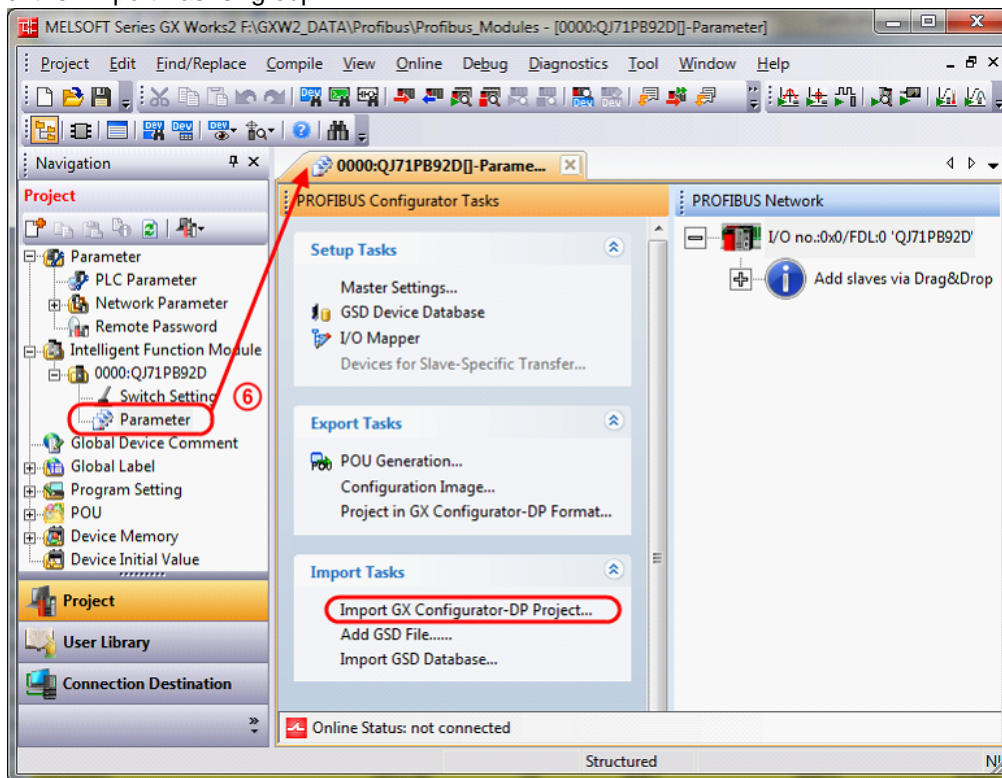 MELSOFT Series GX Works2 F:\GXW2_DATA\Profibus\Profibus_Modules - [0000:QJ71PB92D[]-Parameter]
Project Edit Find/Replace Compile View Online Debug Diagnostics Tool Window Help
Navigation
0000:QJ71PB92D[]-Parame...
Project
PROFIBUS Configurator Tasks
PROFIBUS Network
Parameter
PLC Parameter
Network Parameter
Remote Password
Intelligent Function Module
0000:QJ71PB92D
Switch Setting
6
Parameter
Global Device Comment
Global Label
Program Setting
POU
Device Memory
Device Initial Value
Project
User Library
Connection Destination
Setup Tasks
Master Settings...
GSD Device Database
I/O Mapper
Devices for Slave-Specific Transfer...
Export Tasks
POU Generation...
Configuration Image...
Project in GX Configurator-DP Format...
Import Tasks
Import GX Configurator-DP Project...
Add GSD File......
Import GSD Database...
I/O no.:0x0/FDL:0 'QJ71PB92D'
Add slaves via Drag&Drop
Online Status: not connected
Structured